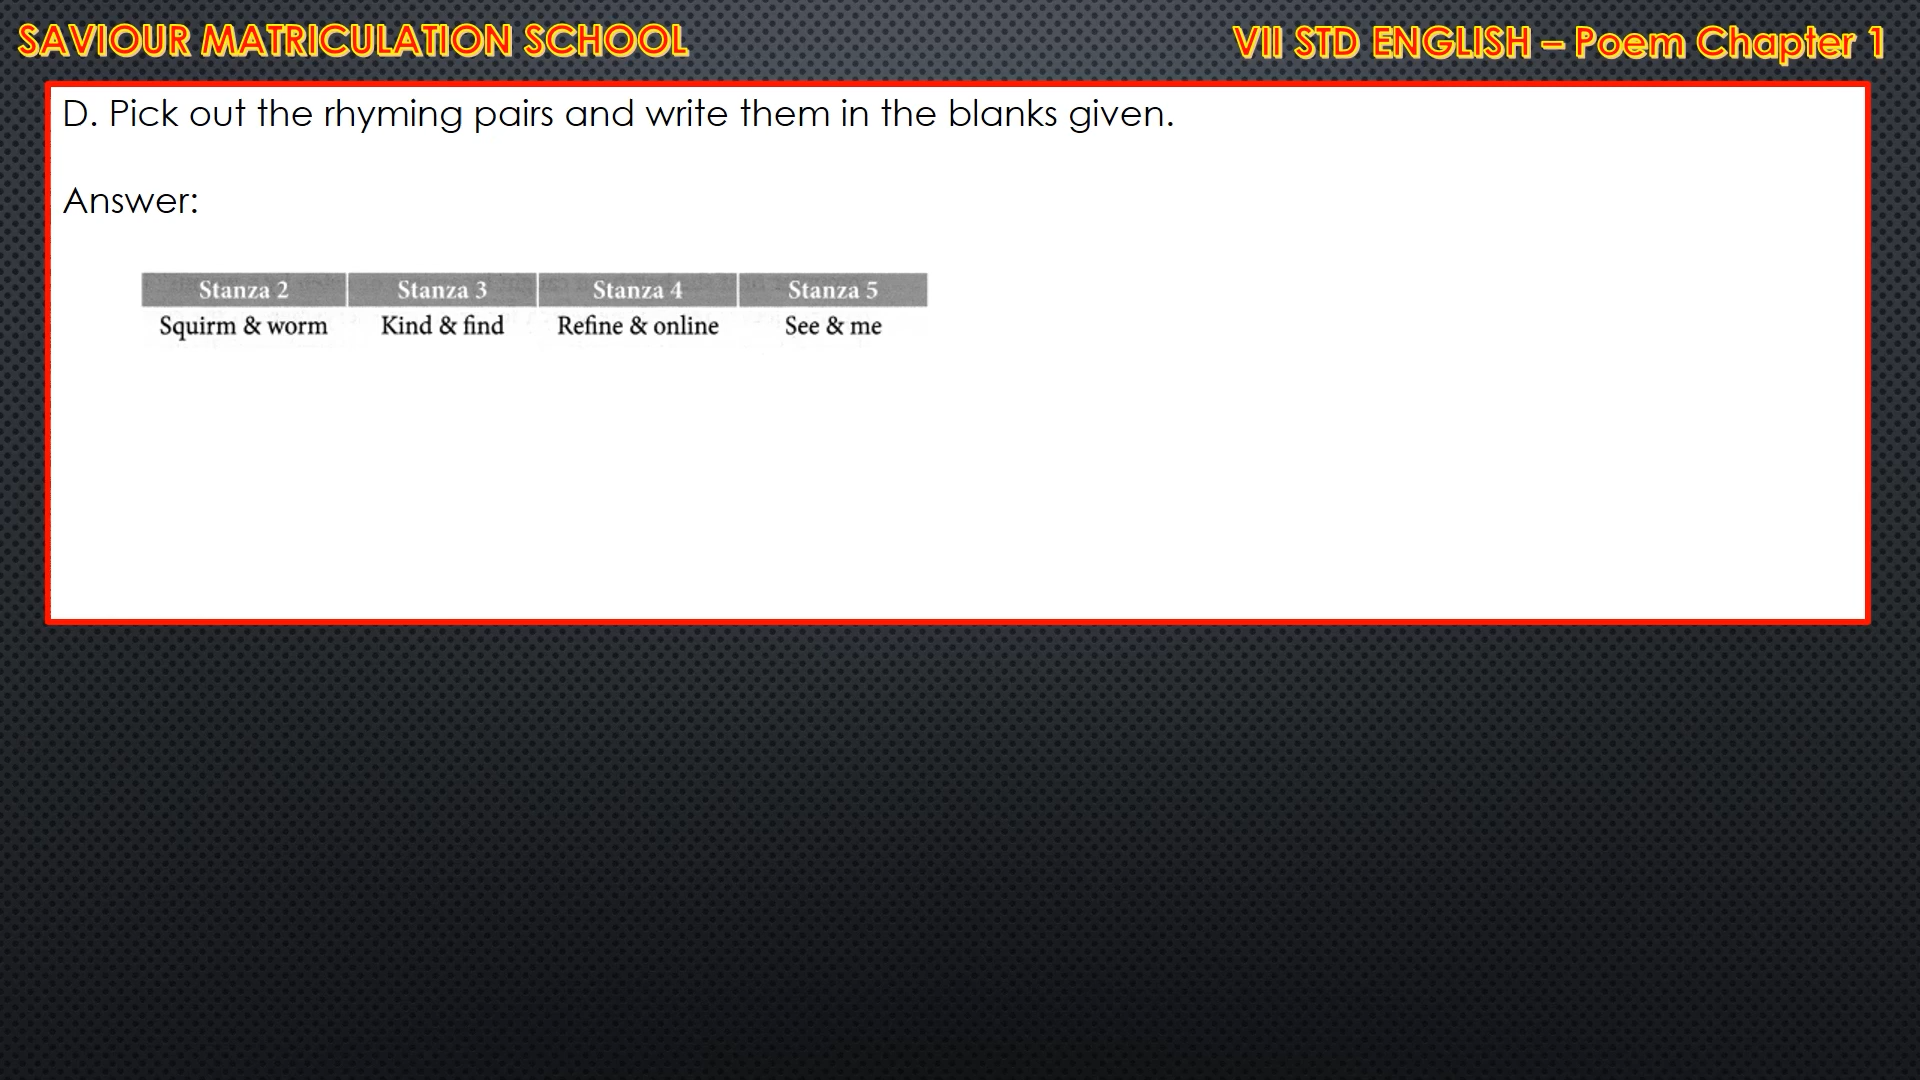 SAVIOUR MATRICULATION SCHOOL
VII STD ENGLISH – Poem Chapter 1
D. Pick out the rhyming pairs and write them in the blanks given.
Answer:
Stanza 2 Stanza 3 Stanza 4 Stanza 5
Squirm & worm Kind & find Refine & online See & me